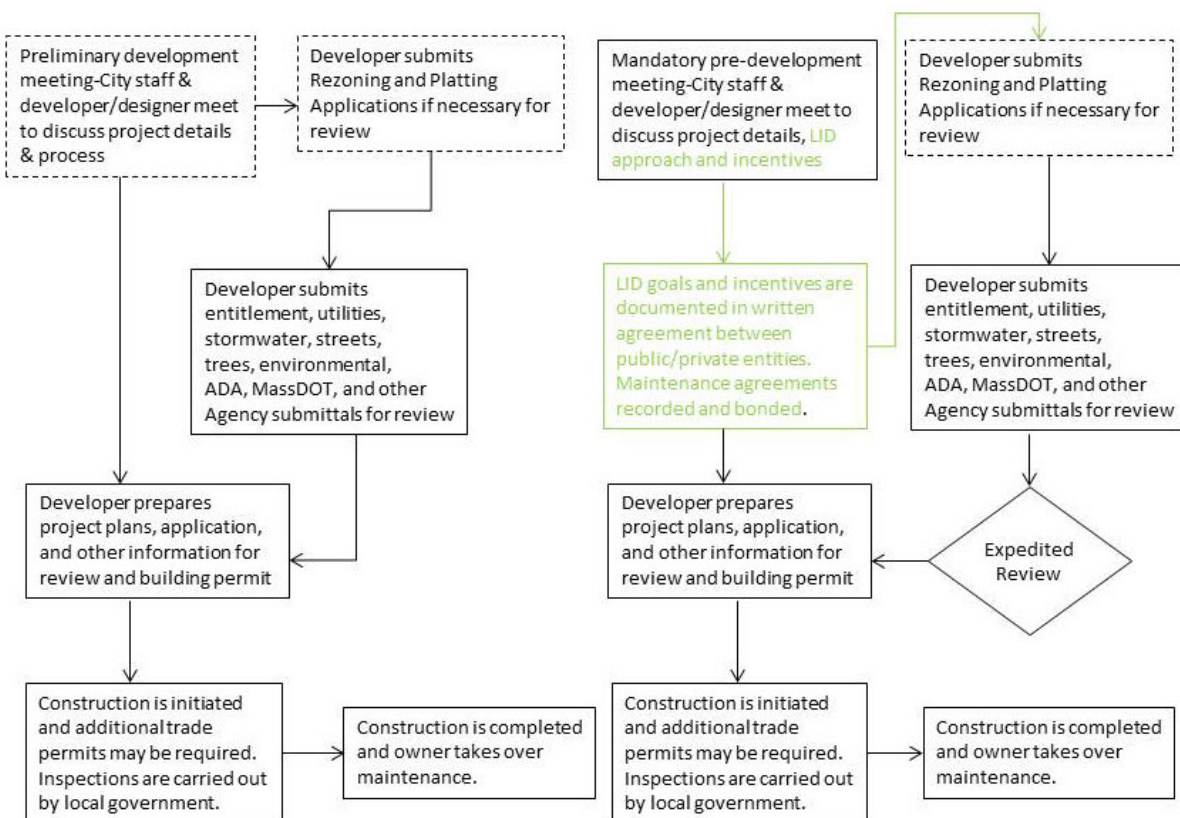 Preliminary development
meeting-City staff &
developer/designer meet
to discuss project details
& process
Developer submits
Rezoning and Platting
Applications if necessary for
review
Developer submits
entitlement, utilities,
stormwater, streets,
trees, environmental,
ADA, MassDOT, and other
Agency submittals for review
Developer prepares
project plans, application,
and other information for
review and building permit
Construction is initiated
and additional trade
permits may be required.
Inspections are carried out
by local government.
Construction is completed
and owner takes over
maintenance.
Mandatory pre-development
meeting-City staff &
developer/designer meet to
discuss project details, LID
approach and incentives
Developer submits
Rezoning and Platting
Applications if necessary for
review
LID goals and incentives are
documented in written
agreement between
public/private entities.
Maintenance agreements
recorded and bonded.
Developer submits
entitlement, utilities,
stormwater, streets,
trees, environmental,
ADA, MassDOT, and other
Agency submittals for review
Developer prepares
project plans, application,
and other information for
review and building permit
Expedited
Review
Construction is initiated
and additional trade
permits may be required.
Inspections are carried out
by local government.
Construction is completed
and owner takes over
maintenance.